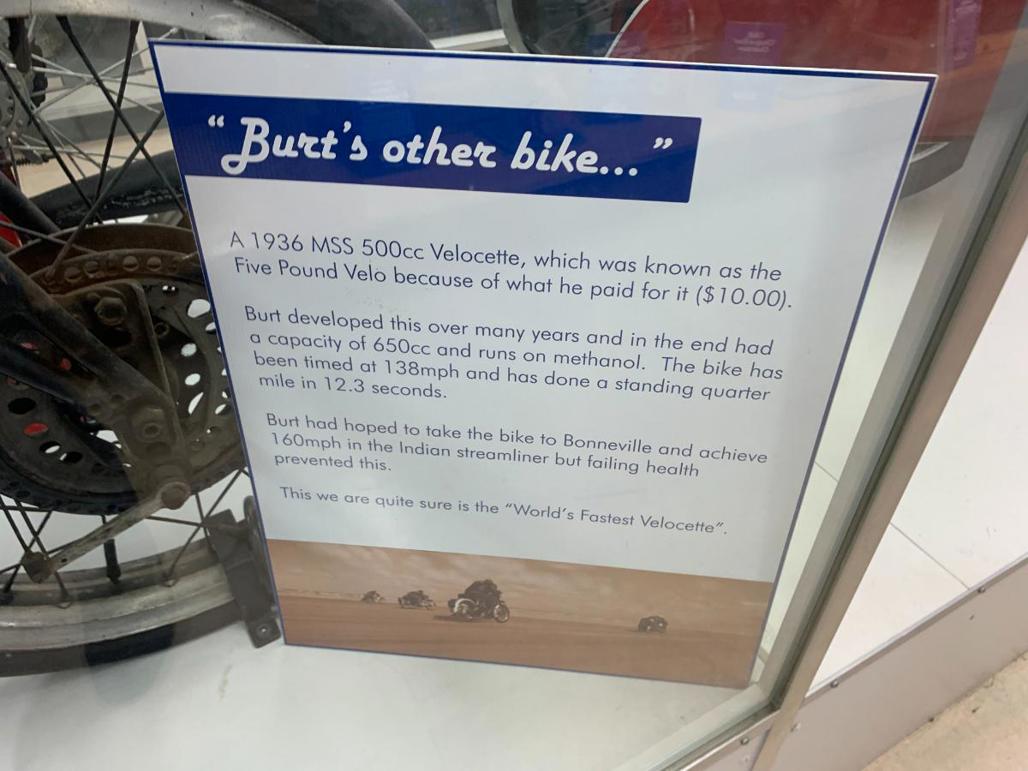 “Burt’s other bike...”
A 1936 MSS 500cc Velocette, which was known as the
Five Pound Velo because of what he paid for it ($10.00).
Burt developed this over many years and in the end had
a capacity of 650cc and runs on methanol. The bike has
been timed at 138mph and has done a standing quarter
mile in 12.3 seconds.
Burt had hoped to take the bike to Bonneville and achieve
160mph in the Indian streamliner but failing health
prevented this.
This we are quite sure is the “World’s Fastest Velocette”.